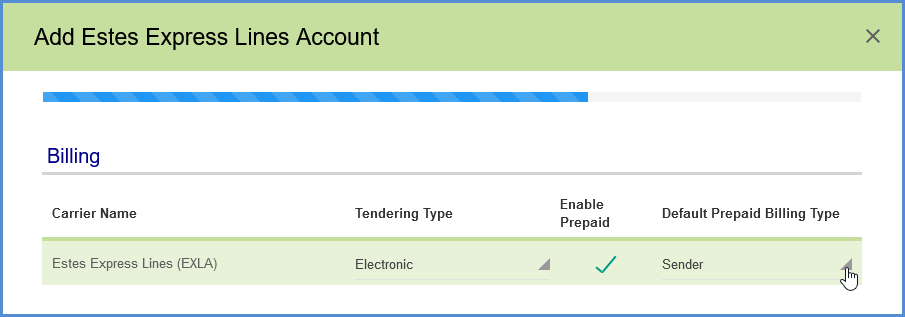 Add Estes Express Lines Account
Billing
Carrier Name
Tendering Type
Enable
Prepaid
Default Prepaid Billing Type
Estes Express Lines (EXLA)
Electronic
Sender